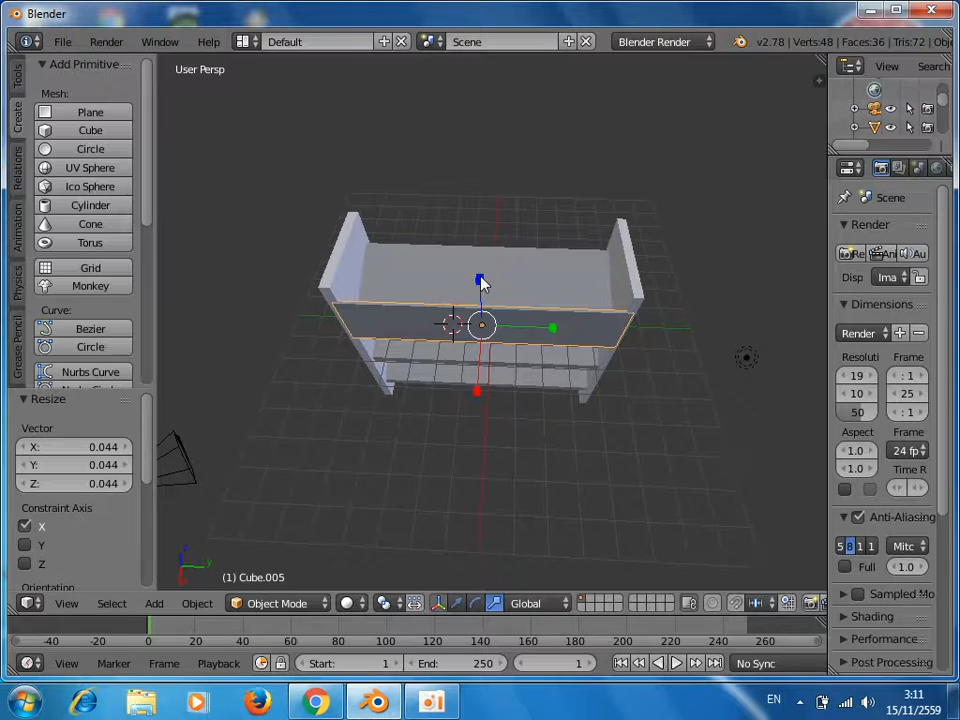 Blender
File Render Window Help Default Scene Blender Render v2.78 | Verts:48 | Faces:36 | Tris:72 | Obje
Tools
Create
Relations
Animation
Physics
Grease Pencil
Add Primitive
Mesh:
Plane
Cube
Circle
UV Sphere
Ico Sphere
Cylinder
Cone
Torus
Grid
Monkey
Curve:
Bezier
Circle
Nurbs Curve
Resize
Vector
X: 0.044
Y: 0.044
Z: 0.044
Constraint Axis
X
Y
Z
Orientation
User Persp
(1) Cube.005
View Search
Scene
Render
Re Ani Au
Disp Ima
Dimensions
Render
Resoluti Frame
19 : 1
10 : 25
50 : 1
Aspect Frame
1.0 24 fp
1.0 Time R
Anti-Aliasing
5 8 1 1 Mitc
Full 1.0
Sampled Mo
Shading
Performance
Post Processing
View Select Add Object Object Mode Global
-40 -20 0 20 40 60 80 100 120 140 160 180 200 220 240 260
View Marker Frame Playback Start: 1 End: 250 1 No Sync
EN 3:11
15/11/2559